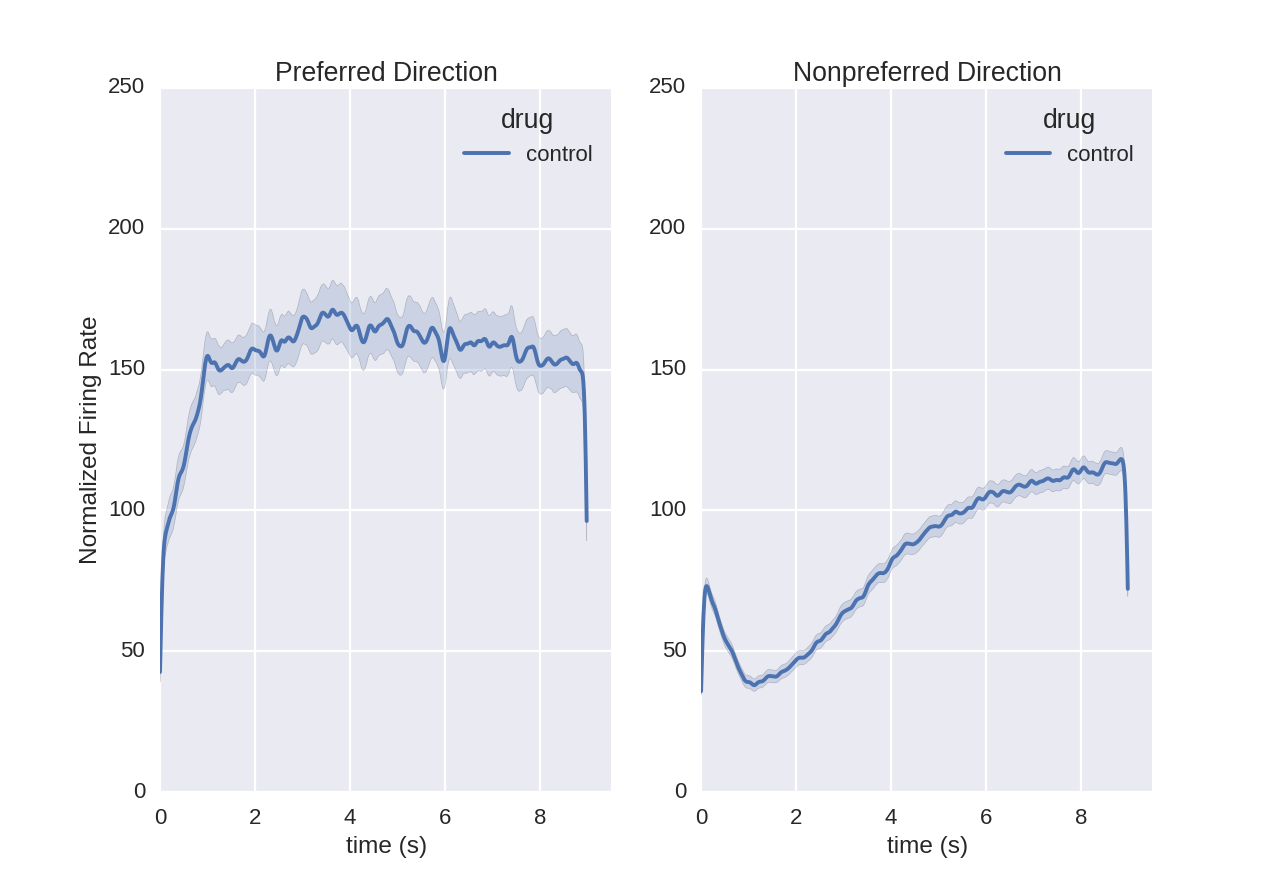 Preferred Direction
250
200
150
100
50
0
0 2 4 6 8
time (s)
Normalized Firing Rate
drug
control
Nonpreferred Direction
250
200
150
100
50
0
0 2 4 6 8
time (s)
drug
control